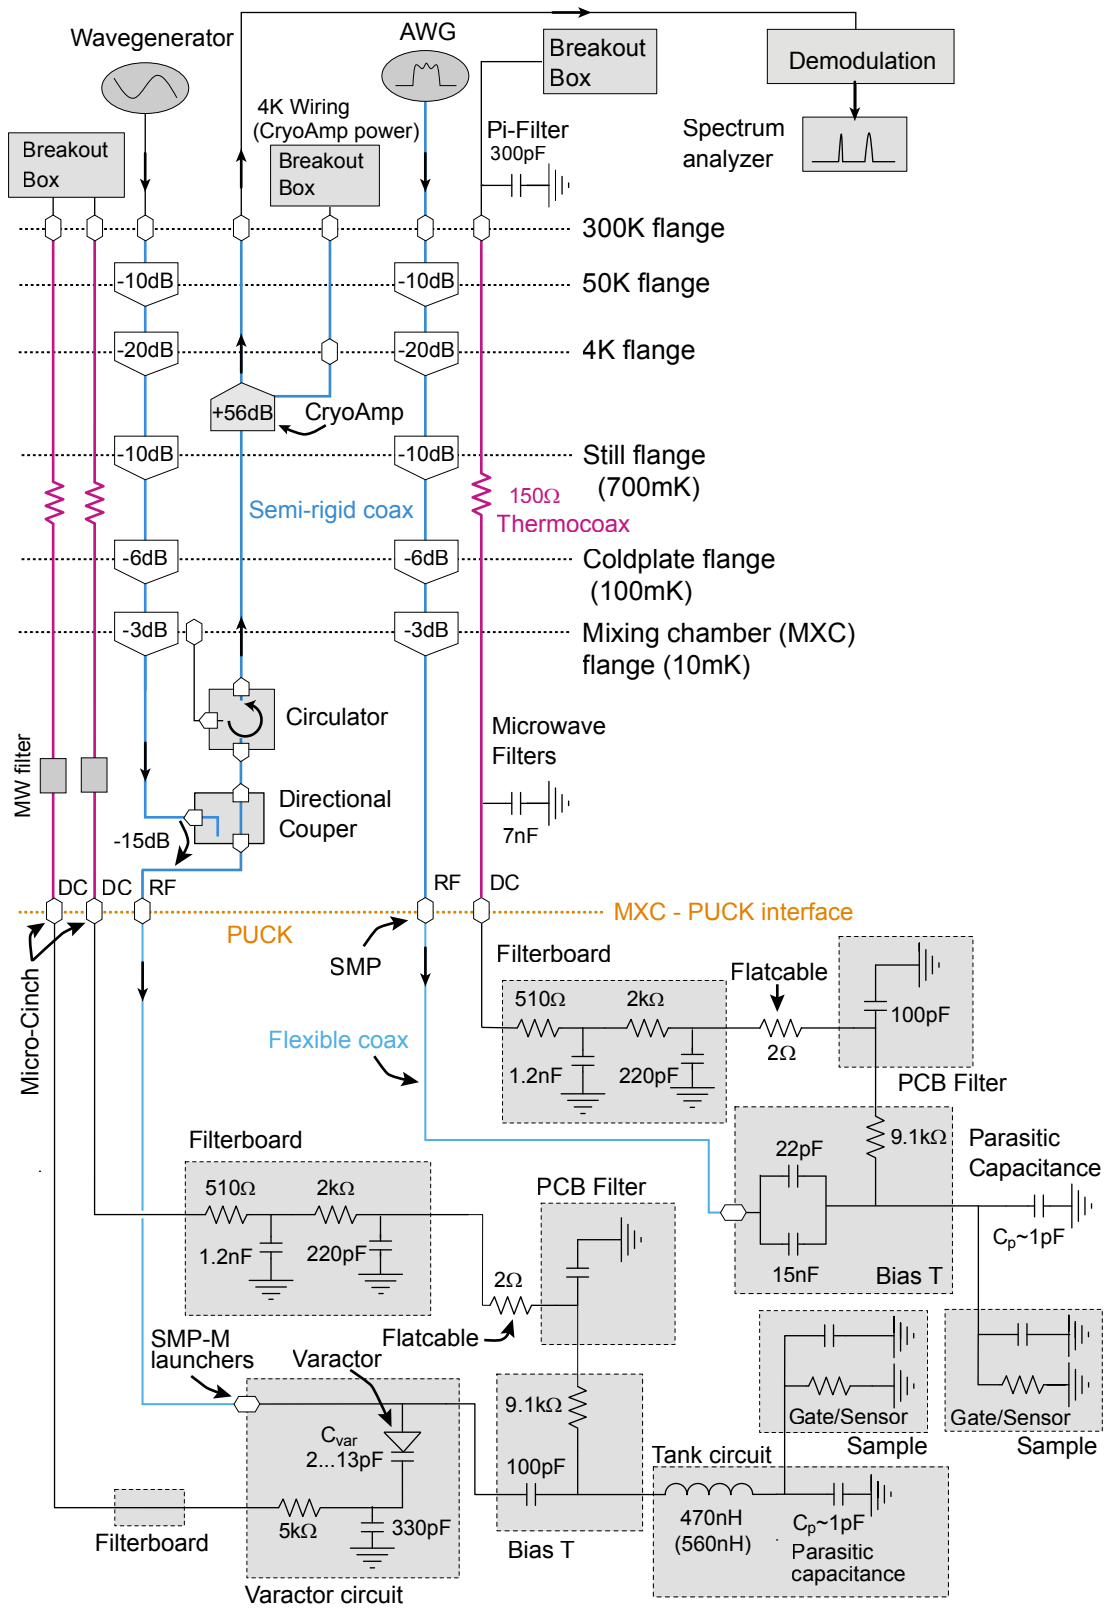 Wavegenerator
AWG
Breakout
Box
Demodulation
4K Wiring
(CryoAmp power)
Pi-Filter
300pF
Spectrum
analyzer
Breakout
Box
Breakout
Box
300K flange
-10dB
-10dB
50K flange
-20dB
-20dB
4K flange
+56dB
CryoAmp
-10dB
-10dB
Still flange
(700mK)
Semi-rigid coax
150Ω
Thermocoax
-6dB
-6dB
Coldplate flange
(100mK)
-3dB
-3dB
Mixing chamber (MXC)
flange (10mK)
Circulator
Microwave
Filters
MW filter
Directional
Couper
-15dB
7nF
DC
DC
RF
RF
DC
MXC - PUCK interface
PUCK
SMP
Micro-Cinch
Filterboard
Flatcable
510Ω
2kΩ
100pF
Flexible coax
2Ω
1.2nF
220pF
PCB Filter
Filterboard
22pF
9.1kΩ
Parasitic
Capacitance
510Ω
2kΩ
PCB Filter
1.2nF
220pF
Cp~1pF
15nF
Bias T
2Ω
Flatcable
SMP-M
launchers
Varactor
9.1kΩ
Gate/Sensor
Sample
Gate/Sensor
Sample
Cvar
2...13pF
Tank circuit
100pF
470nH
(560nH)
Cp~1pF
Parasitic
capacitance
5kΩ
330pF
Filterboard
Bias T
Varactor circuit